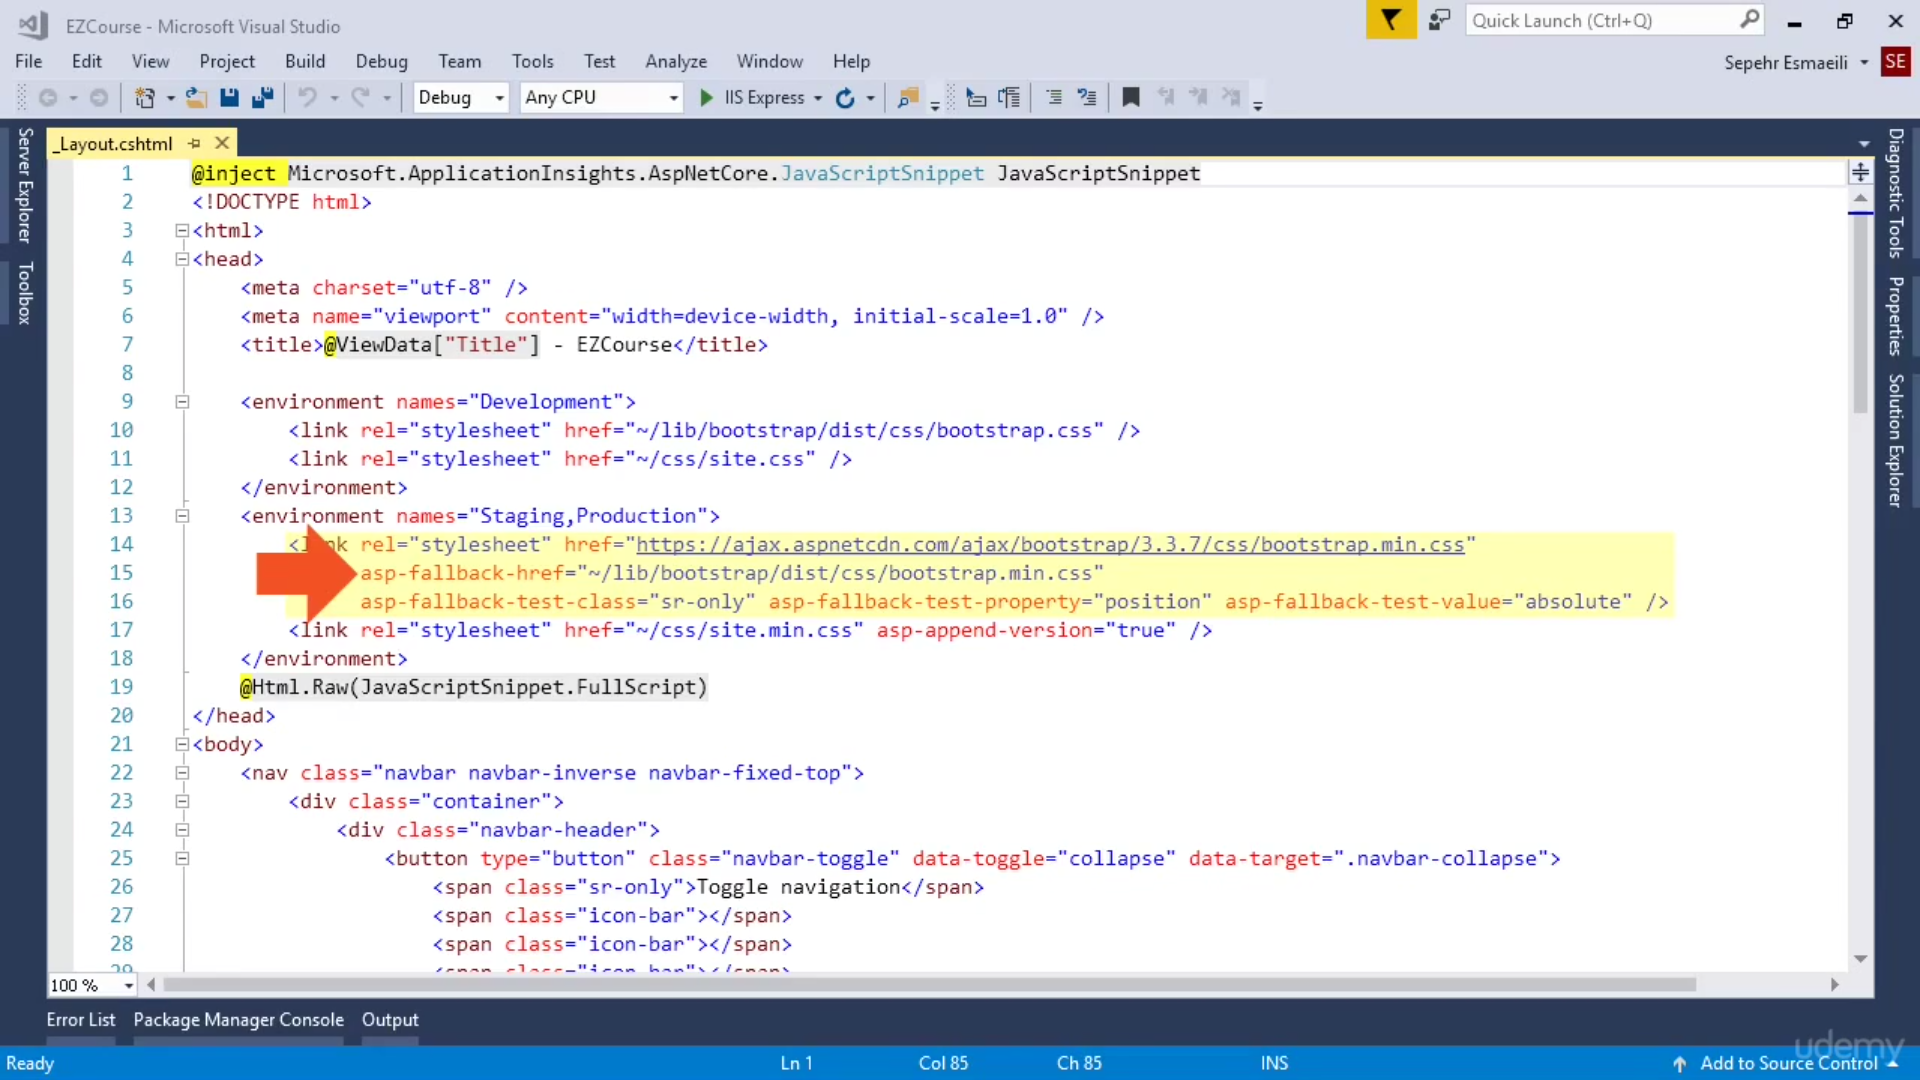 EZCourse - Microsoft Visual Studio
Quick Launch (Ctrl+Q)
File Edit View Project Build Debug Team Tools Test Analyze Window Help
Sepehr Esmaeili SE
Debug Any CPU IIS Express
_Layout.cshtml
Server Explorer
Toolbox
Diagnostic Tools
Properties
Solution Explorer
1 @inject Microsoft.ApplicationInsights.AspNetCore.JavaScriptSnippet JavaScriptSnippet
2 <!DOCTYPE html>
3 <html>
4 <head>
5 <meta charset="utf-8" />
6 <meta name="viewport" content="width=device-width, initial-scale=1.0" />
7 <title>@ViewData["Title"] - EZCourse</title>
8
9 <environment names="Development">
10 <link rel="stylesheet" href="~/lib/bootstrap/dist/css/bootstrap.css" />
11 <link rel="stylesheet" href="~/css/site.css" />
12 </environment>
13 <environment names="Staging,Production">
14 <link rel="stylesheet" href="https://ajax.aspnetcdn.com/ajax/bootstrap/3.3.7/css/bootstrap.min.css"
15 asp-fallback-href="~/lib/bootstrap/dist/css/bootstrap.min.css"
16 asp-fallback-test-class="sr-only" asp-fallback-test-property="position" asp-fallback-test-value="absolute" />
17 <link rel="stylesheet" href="~/css/site.min.css" asp-append-version="true" />
18 </environment>
19 @Html.Raw(JavaScriptSnippet.FullScript)
20 </head>
21 <body>
22 <nav class="navbar navbar-inverse navbar-fixed-top">
23 <div class="container">
24 <div class="navbar-header">
25 <button type="button" class="navbar-toggle" data-toggle="collapse" data-target=".navbar-collapse">
26 <span class="sr-only">Toggle navigation</span>
27 <span class="icon-bar"></span>
28 <span class="icon-bar"></span>
29 <span class="icon-bar"></span>
100 %
Error List Package Manager Console Output
udemy
Ready Ln 1 Col 85 Ch 85 INS Add to Source Control